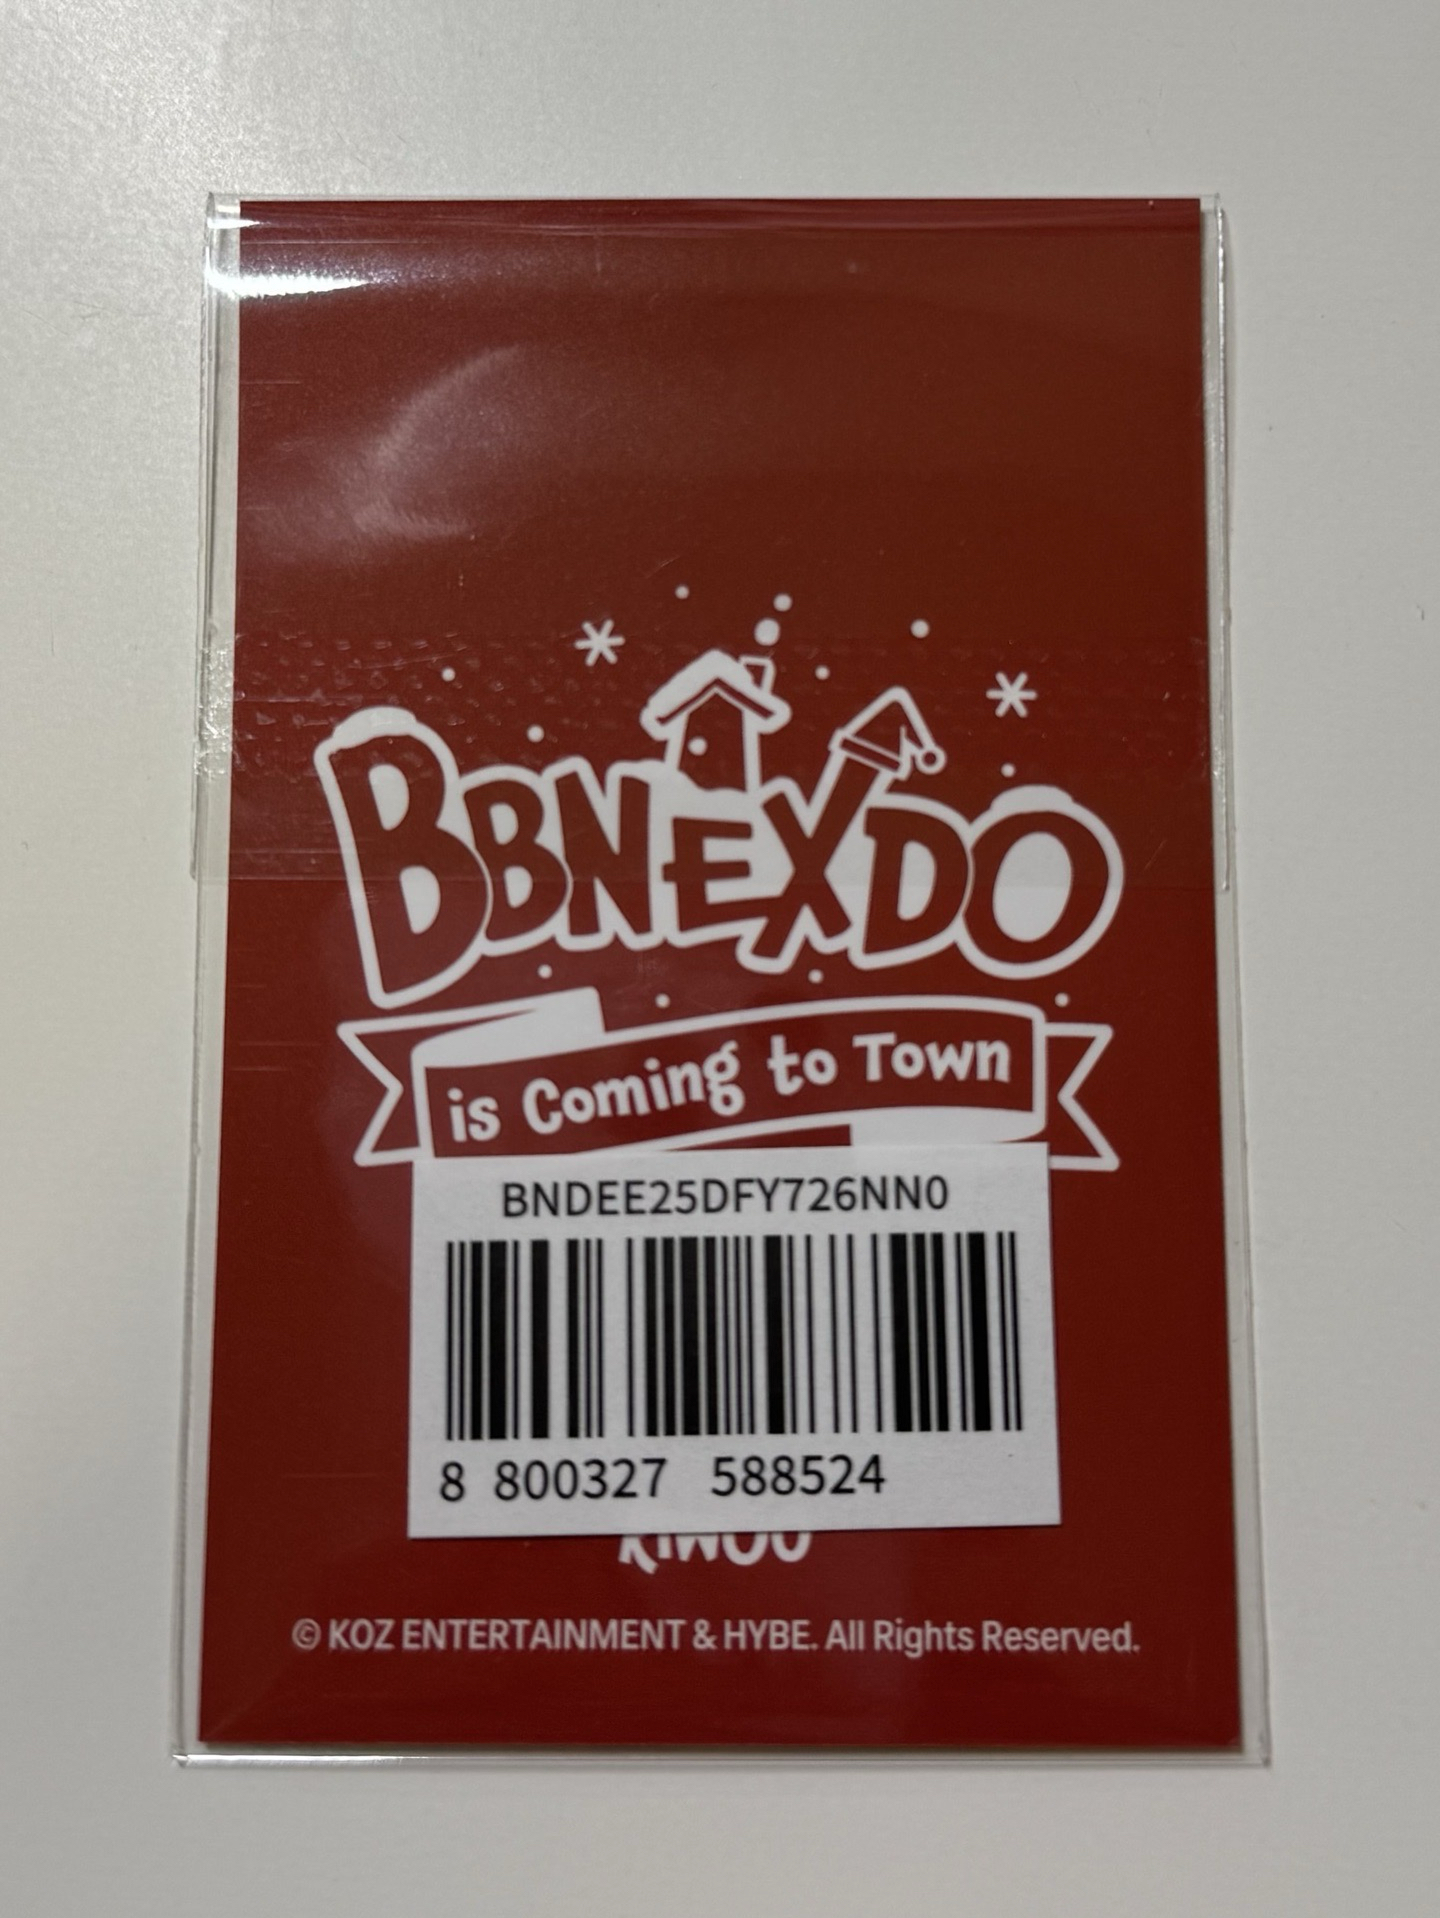 BBNEXDO
is Coming to Town
BNDEE25DFY726NN0
8 800327 588524
© KOZ ENTERTAINMENT & HYBE. All Rights Reserved.